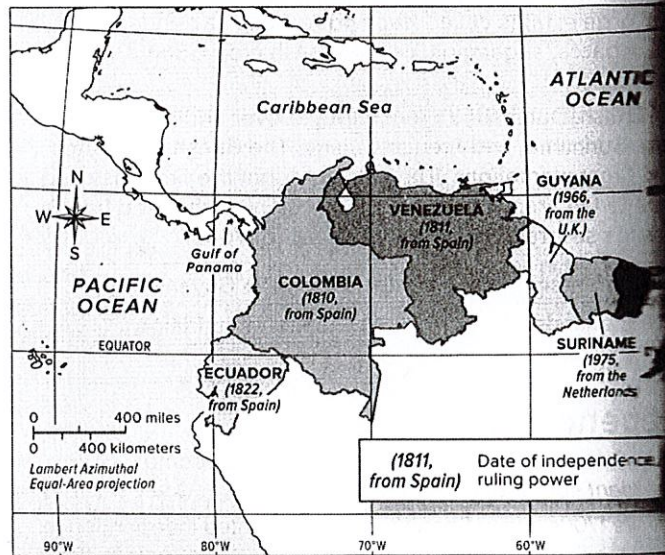 Caribbean Sea
ATLANTIC
OCEAN
N
W E
S
GUYANA
(1966,
from the
U.K.)
VENEZUELA
(1811,
from Spain)
Gulf of
Panama
PACIFIC
OCEAN
COLOMBIA
(1810,
from Spain)
EQUATOR
SURINAME
(1975,
from the
Netherlands
ECUADOR
(1822,
from Spain)
0 400 miles
0 400 kilometers
Lambert Azimuthal
Equal-Area projection
(1811,
from Spain)
Date of independence,
ruling power
90°W 80°W 70°W 60°W